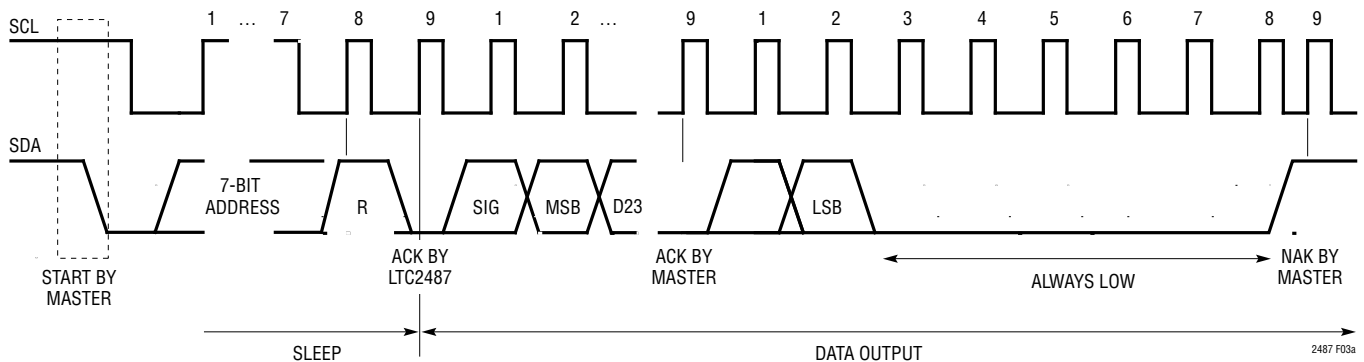 1 ... 7 8 9 1 2 ... 9 1 2 3 4 5 6 7 8 9
SCL
SDA
7-BIT
ADDRESS
R
SIG
MSB
D23
LSB
START BY
MASTER
ACK BY
LTC2487
ACK BY
MASTER
ALWAYS LOW
NAK BY
MASTER
SLEEP
DATA OUTPUT
2487 F03a